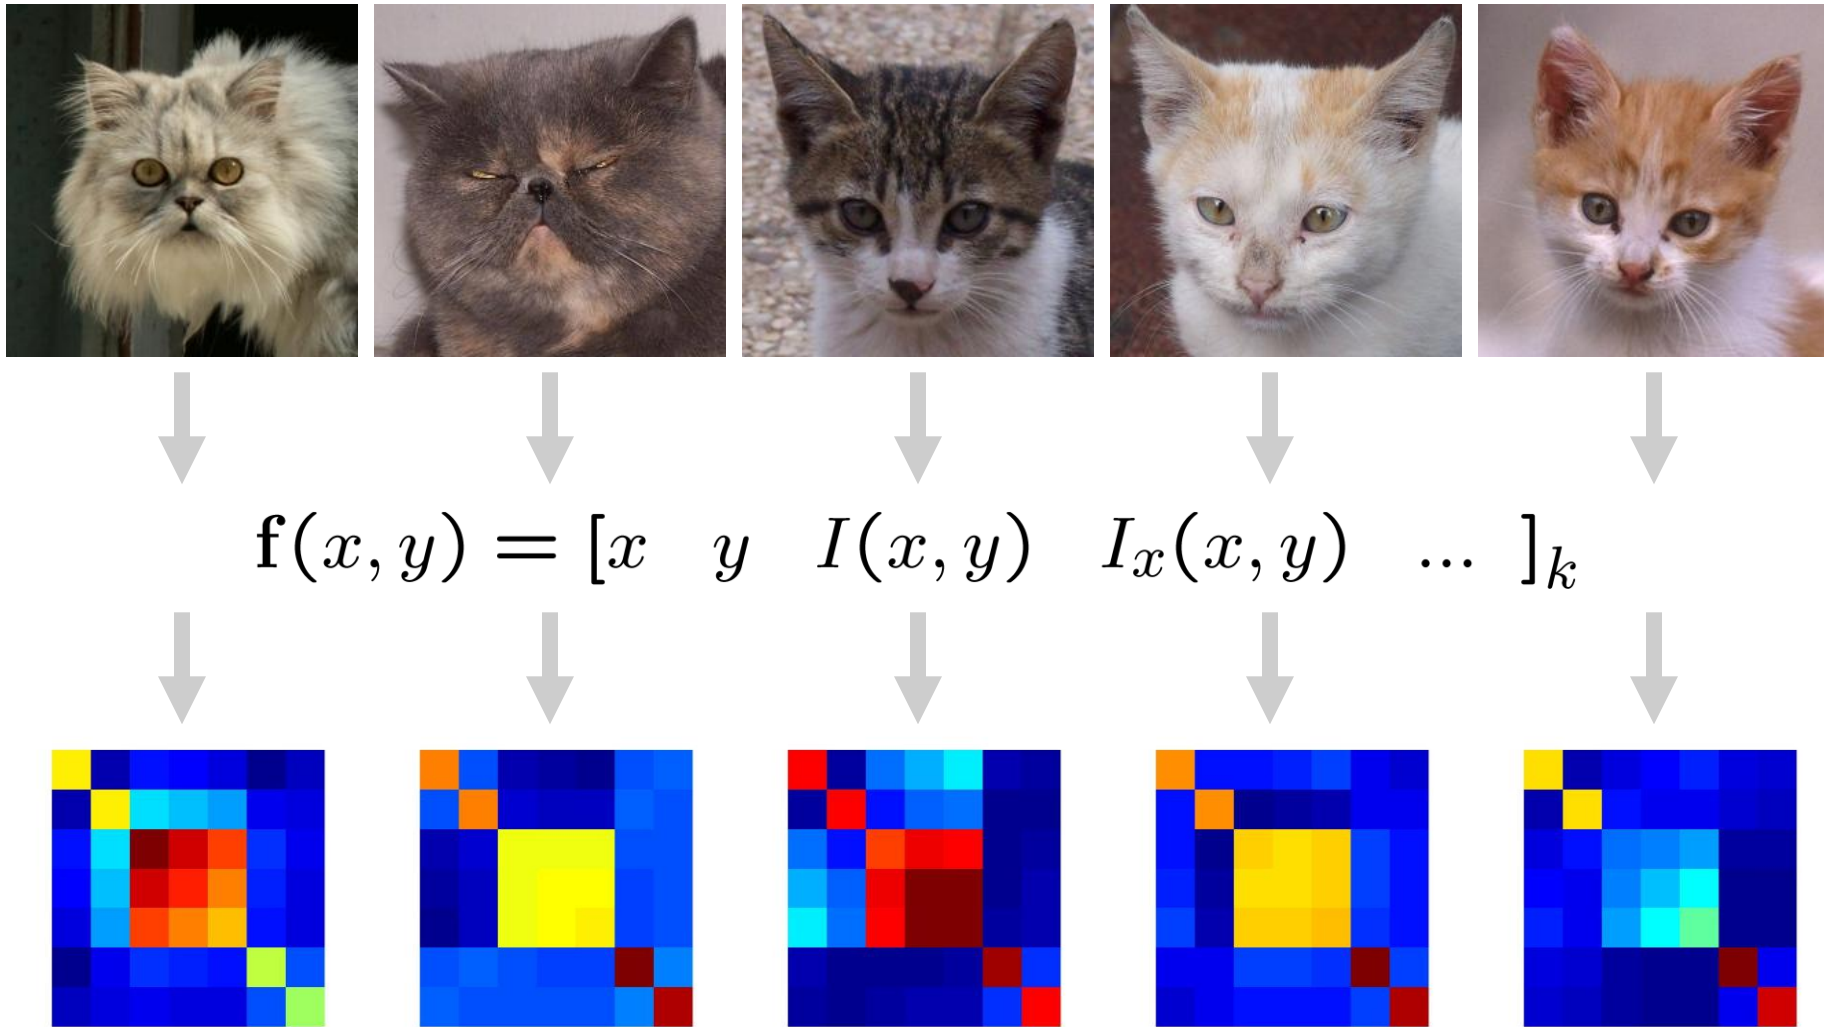 f(x, y) = [x y I(x, y) I_x(x, y) ... ]_k